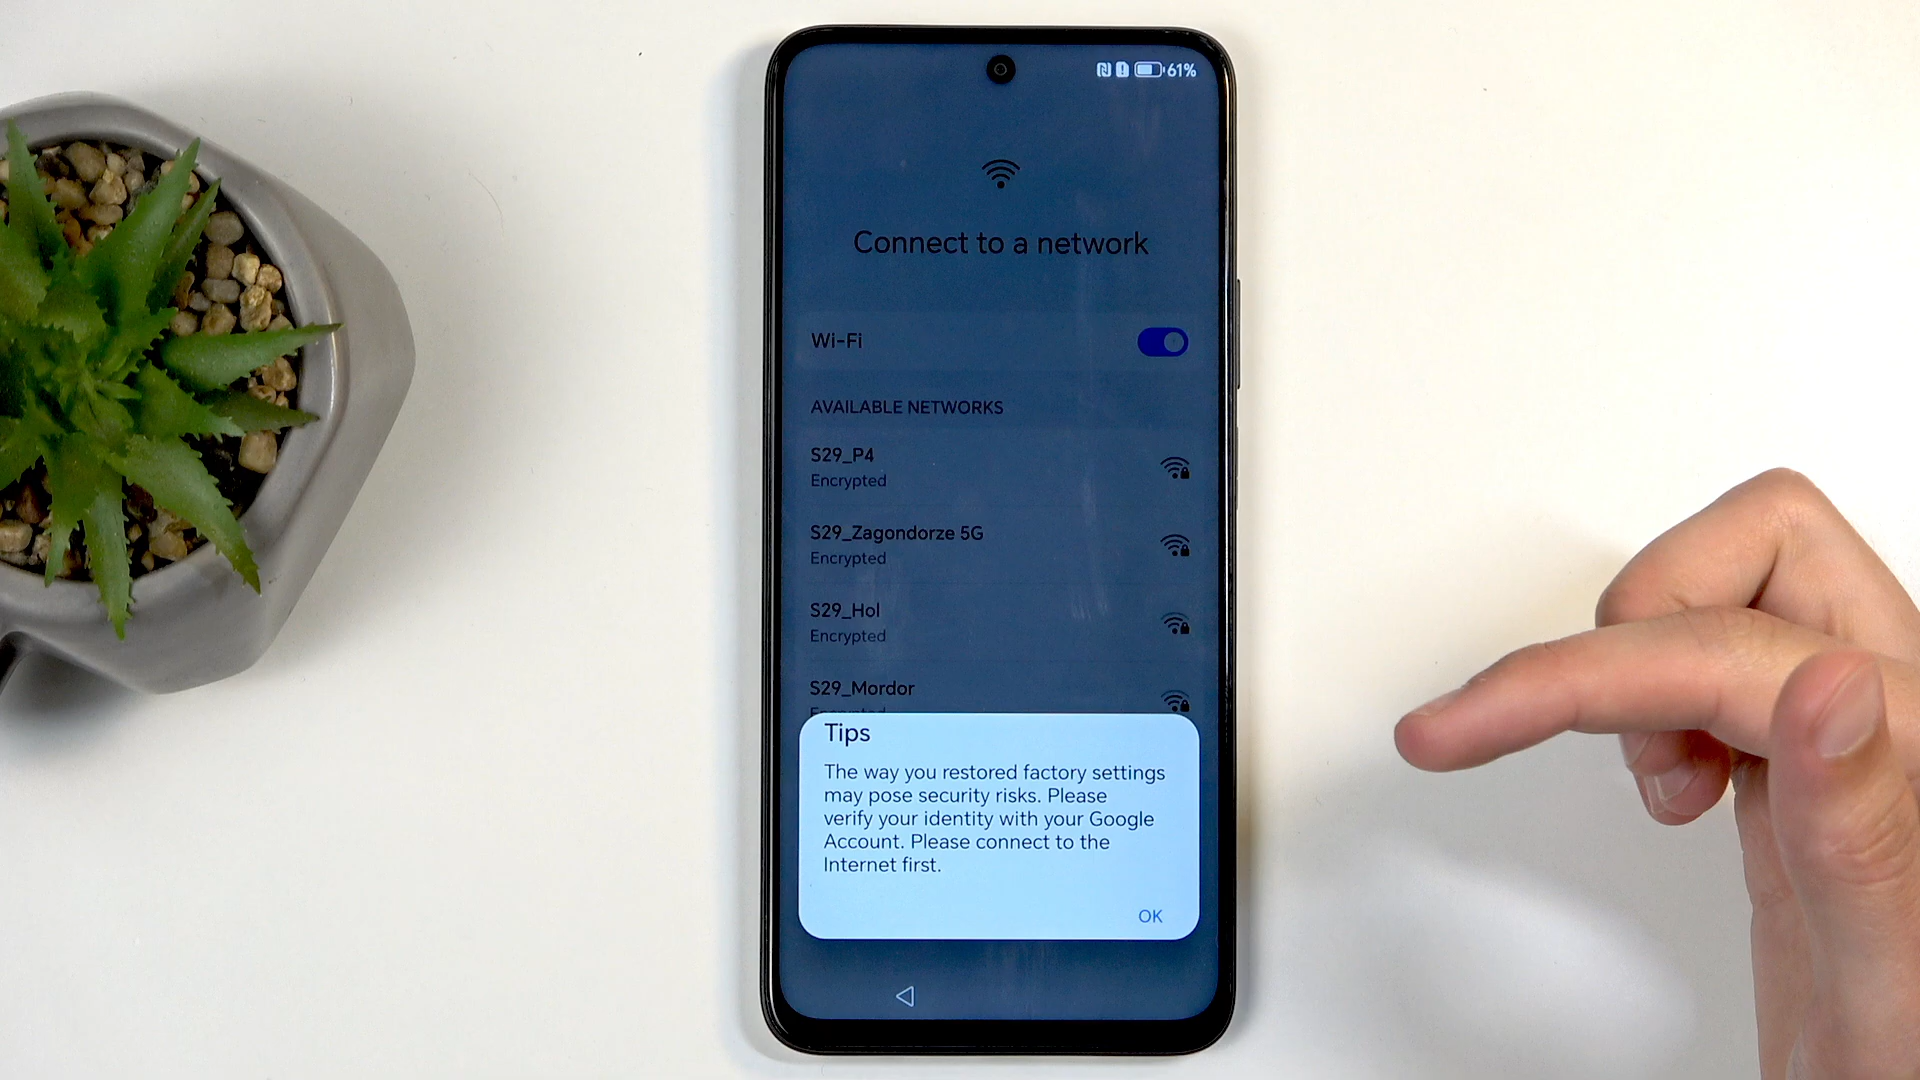 61%
Connect to a network
Wi-Fi
AVAILABLE NETWORKS
S29_P4
Encrypted
S29_Zagondorze 5G
Encrypted
S29_Hol
Encrypted
S29_Mordor
Encrypted
Tips
The way you restored factory settings
may pose security risks. Please
verify your identity with your Google
Account. Please connect to the
Internet first.
OK